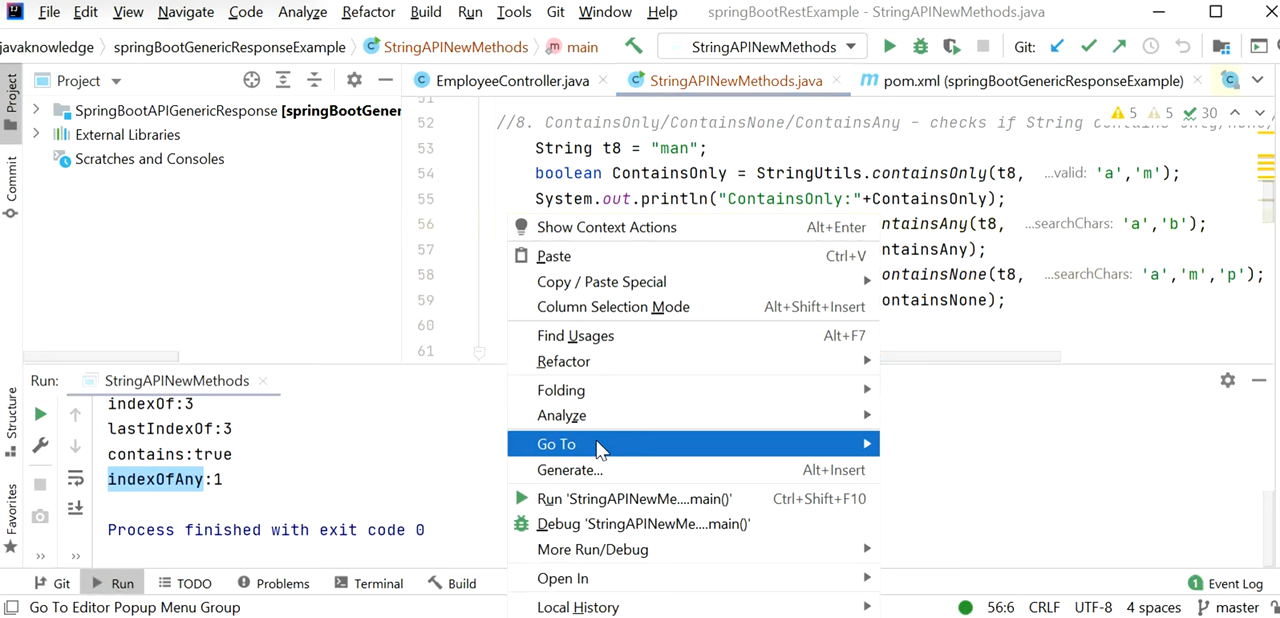 File Edit View Navigate Code Analyze Refactor Build Run Tools Git Window Help springBootRestExample - StringAPINewMethods.java
javaknowledge springBootGenericResponseExample StringAPINewMethods main StringAPINewMethods Git:
Project EmployeeController.java StringAPINewMethods.java pom.xml (springBootGenericResponseExample)
Project
Commit
Structure
Favorites
SpringBootAPIGenericResponse [springBootGener
External Libraries
Scratches and Consoles
5 5 30
51
52 //8. ContainsOnly/ContainsNone/ContainsAny - checks if String
53 String t8 = "man";
54 boolean ContainsOnly = StringUtils.containsOnly(t8, ...valid: 'a','m');
55 System.out.println("ContainsOnly:"+ContainsOnly);
56 ntainsAny(t8, ...searchChars: 'a','b');
57 ntainsAny);
58 ontainsNone(t8, ...searchChars: 'a','m','p');
59 ontainsNone);
60
61
Show Context Actions Alt+Enter
Paste Ctrl+V
Copy / Paste Special
Column Selection Mode Alt+Shift+Insert
Find Usages Alt+F7
Refactor
Folding
Analyze
Go To
Generate... Alt+Insert
Run 'StringAPINewMe....main()' Ctrl+Shift+F10
Debug 'StringAPINewMe....main()'
More Run/Debug
Open In
Local History
Run: StringAPINewMethods
indexOf:3
lastIndexOf:3
contains:true
indexOfAny:1
Process finished with exit code 0
Git Run TODO Problems Terminal Build 1 Event Log
Go To Editor Popup Menu Group 56:6 CRLF UTF-8 4 spaces master